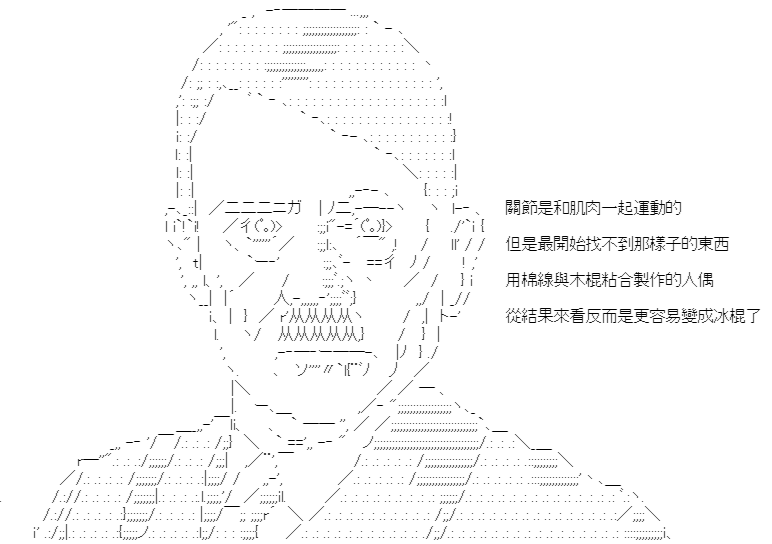 關節是和肌肉一起運動的
但是最開始找不到那樣子的東西
用棉線與木棍粘合製作的人偶
從結果來看反而是更容易變成冰棍了